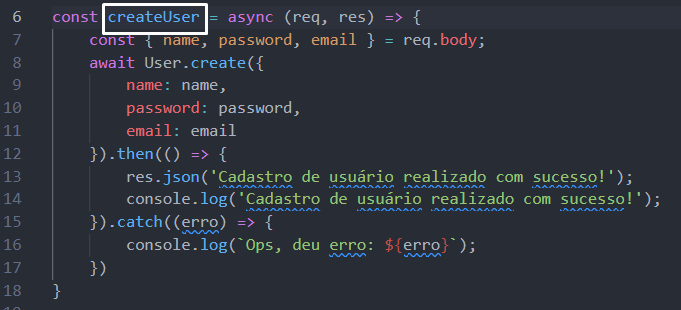 6 const createUser = async (req, res) => {
7 const { name, password, email } = req.body;
8 await User.create({
9 name: name,
10 password: password,
11 email: email
12 }).then(() => {
13 res.json('Cadastro de usuário realizado com sucesso!');
14 console.log('Cadastro de usuário realizado com sucesso!');
15 }).catch((erro) => {
16 console.log(`Ops, deu erro: ${erro}`);
17 })
18 }